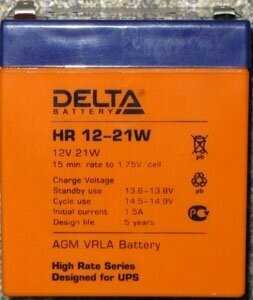 DELTA
BATTERY
HR 12-21W
12V 21W
15 min. rate to 1.75V/cell
Charge Voltage
Standby use 13.6-13.8V
Cycle use 14.5-14.9V
Initial current 1.5A
Design life 5 years
AGM VRLA Battery
High Rate Series
Designed for UPS
pb
pb